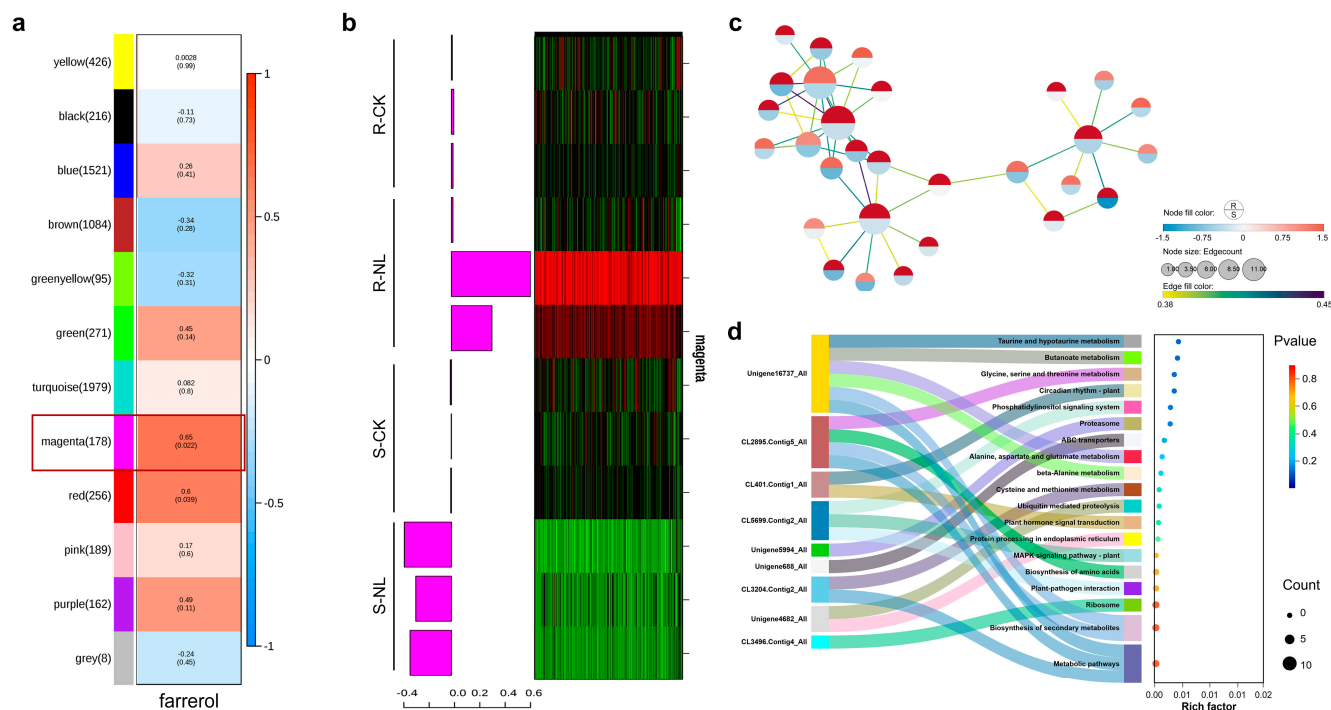 a
yellow(426)
black(216)
blue(1521)
brown(1084)
greenyellow(95)
green(271)
turquoise(1979)
magenta(178)
red(256)
pink(189)
purple(162)
grey(8)
0.0028
(0.99)
-0.11
(0.73)
0.26
(0.41)
-0.34
(0.28)
-0.32
(0.31)
0.45
(0.14)
0.082
(0.8)
0.65
(0.022)
0.6
(0.039)
0.17
(0.6)
0.49
(0.11)
-0.24
(0.45)
farrerol
1
0.5
0
-0.5
-1
b
R-CK
R-NL
S-CK
S-NL
-0.4
0.0
0.2
0.6
magenta
c
Node fill color:
R
S
-1.5
-0.75
0
0.75
1.5
Node size: Edgecount
1.00
3.50
6.00
8.50
11.00
Edge fill color:
0.38
0.45
d
Unigene16737_All
CL2895.Contig5_All
CL401.Contig1_All
CL5699.Contig2_All
Unigene5994_All
Unigene688_All
CL3204.Contig2_All
Unigene4682_All
CL3496.Contig4_All
Taurine and hypotaurine metabolism
Butanoate metabolism
Glycine, serine and threonine metabolism
Circadian rhythm - plant
Phosphatidylinositol signaling system
Proteasome
ABC transporters
Alanine, aspartate and glutamate metabolism
beta-Alanine metabolism
Cysteine and methionine metabolism
Ubiquitin mediated proteolysis
Plant hormone signal transduction
Protein processing in endoplasmic reticulum
MAPK signaling pathway - plant
Biosynthesis of amino acids
Plant-pathogen interaction
Ribosome
Biosynthesis of secondary metabolites
Metabolic pathways
0.00
0.01
0.01
0.02
0.02
Rich factor
Pvalue
0.8
0.6
0.4
0.2
Count
0
5
10